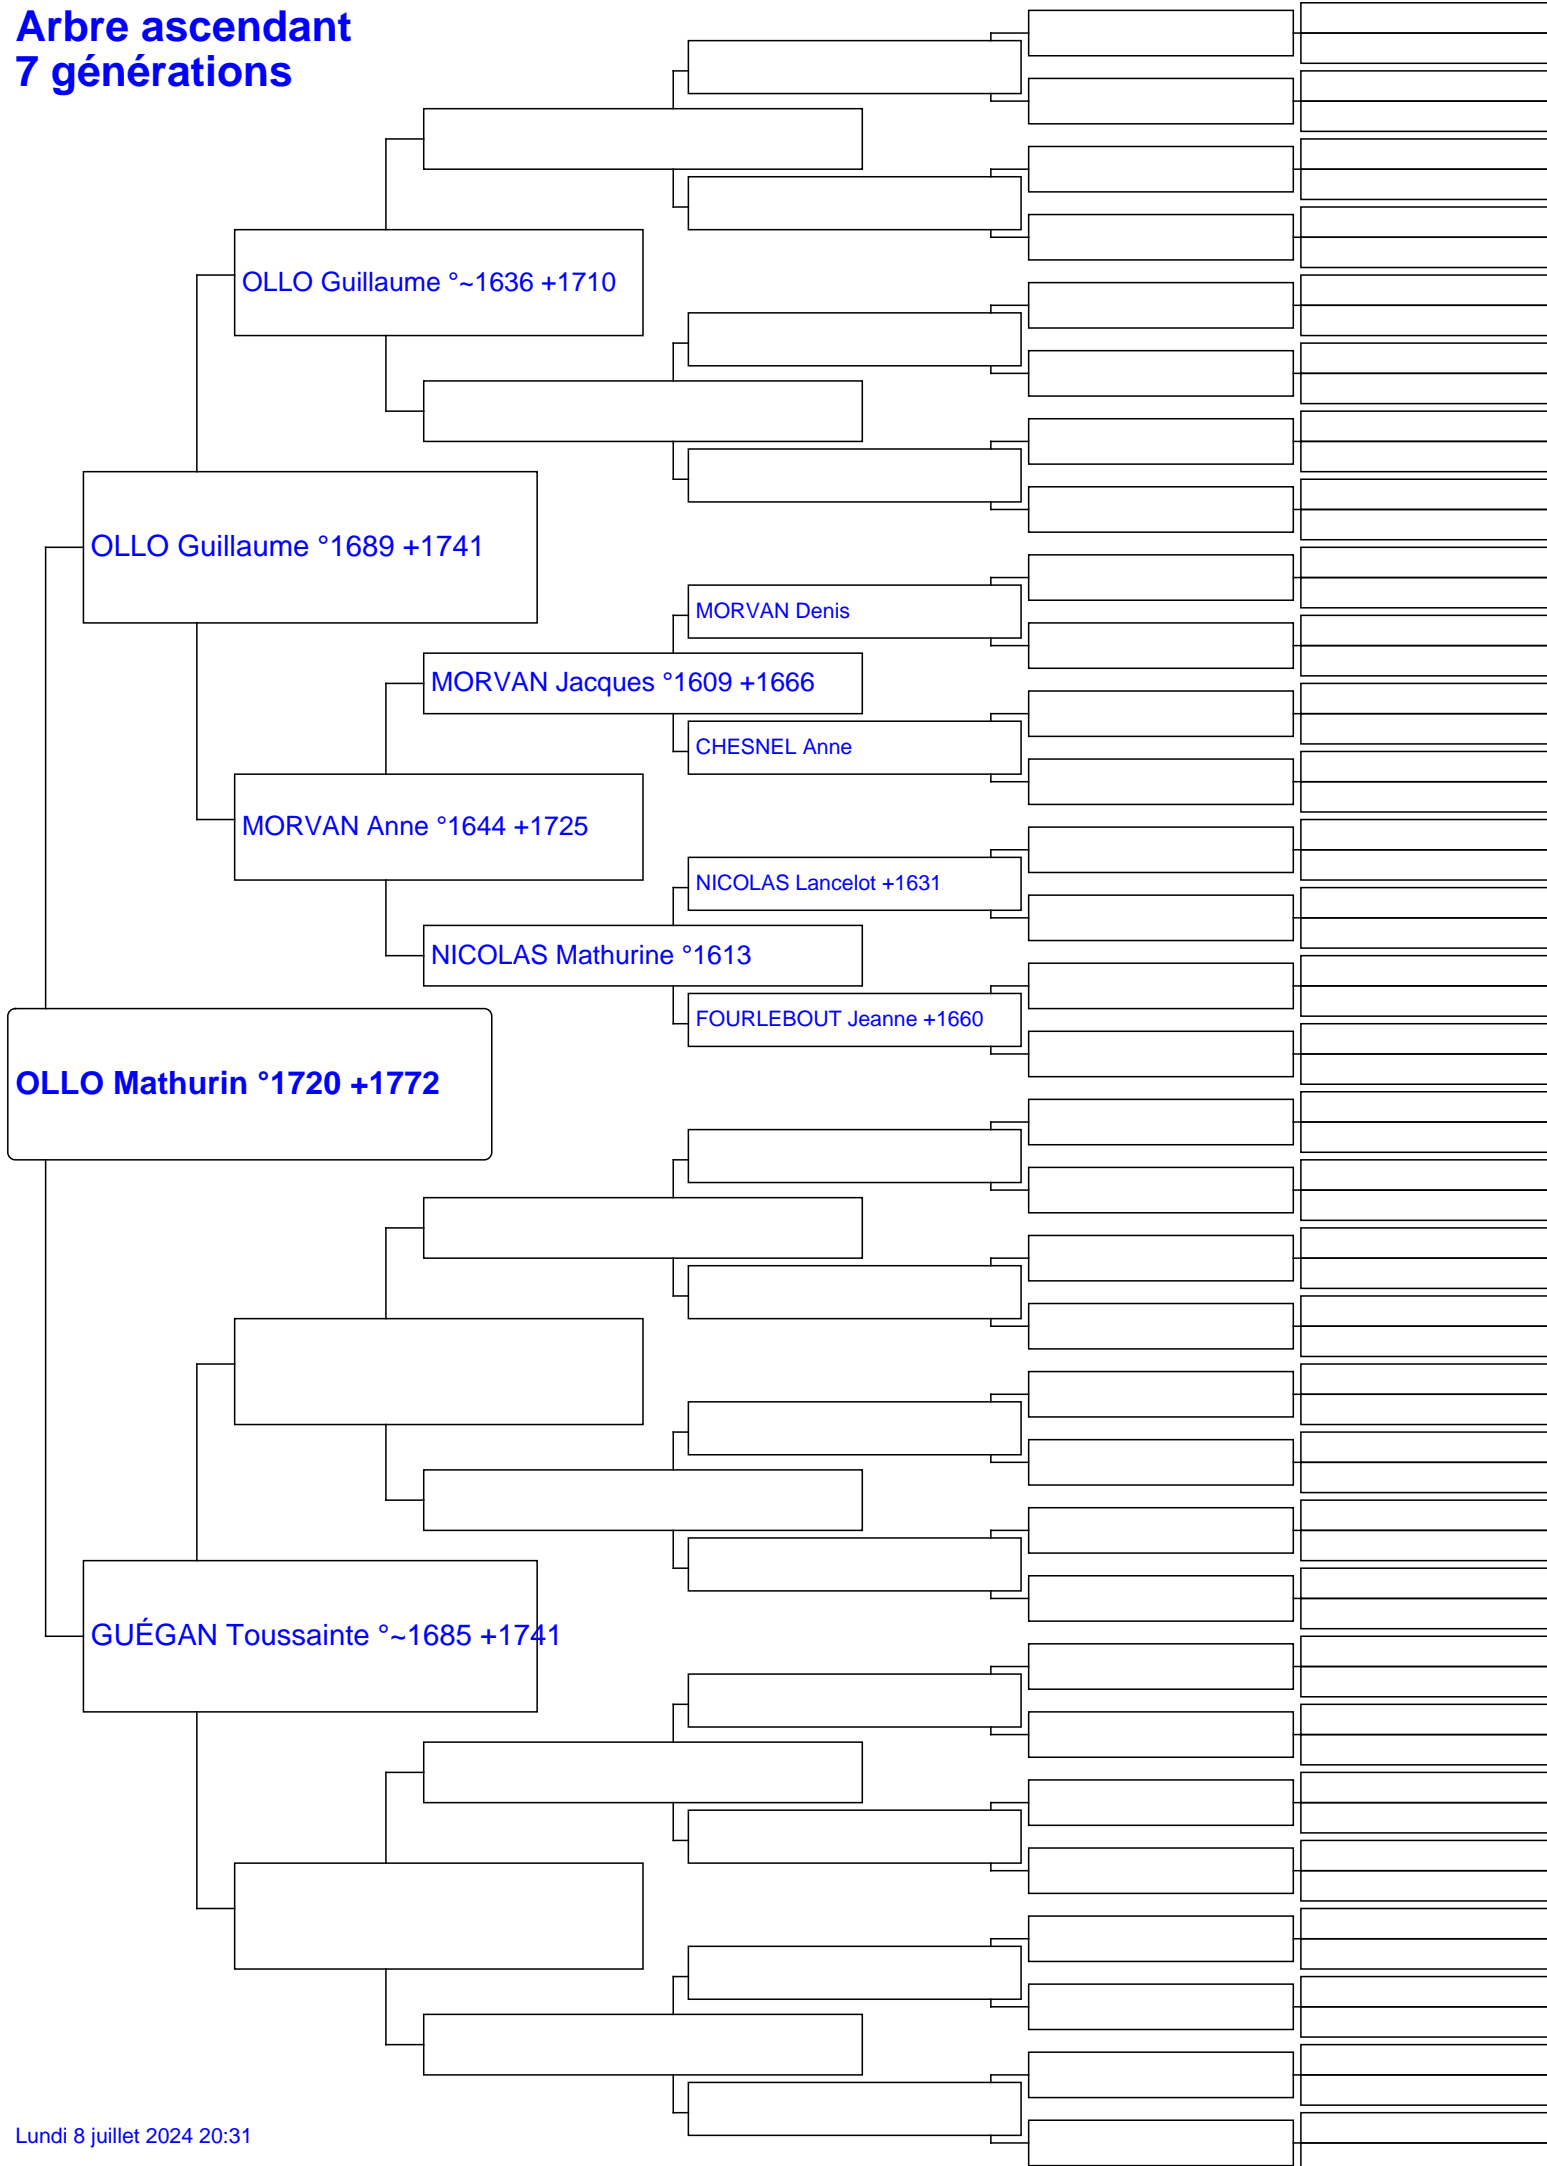 Arbre ascendant
7 générations
OLLO Guillaume °~1636 +1710
OLLO Guillaume °1689 +1741
MORVAN Denis
MORVAN Jacques °1609 +1666
CHESNEL Anne
MORVAN Anne °1644 +1725
NICOLAS Lancelot +1631
NICOLAS Mathurine °1613
FOURLEBOUT Jeanne +1660
OLLO Mathurin °1720 +1772
GUÉGAN Toussainte °~1685 +1741
Lundi 8 juillet 2024 20:31